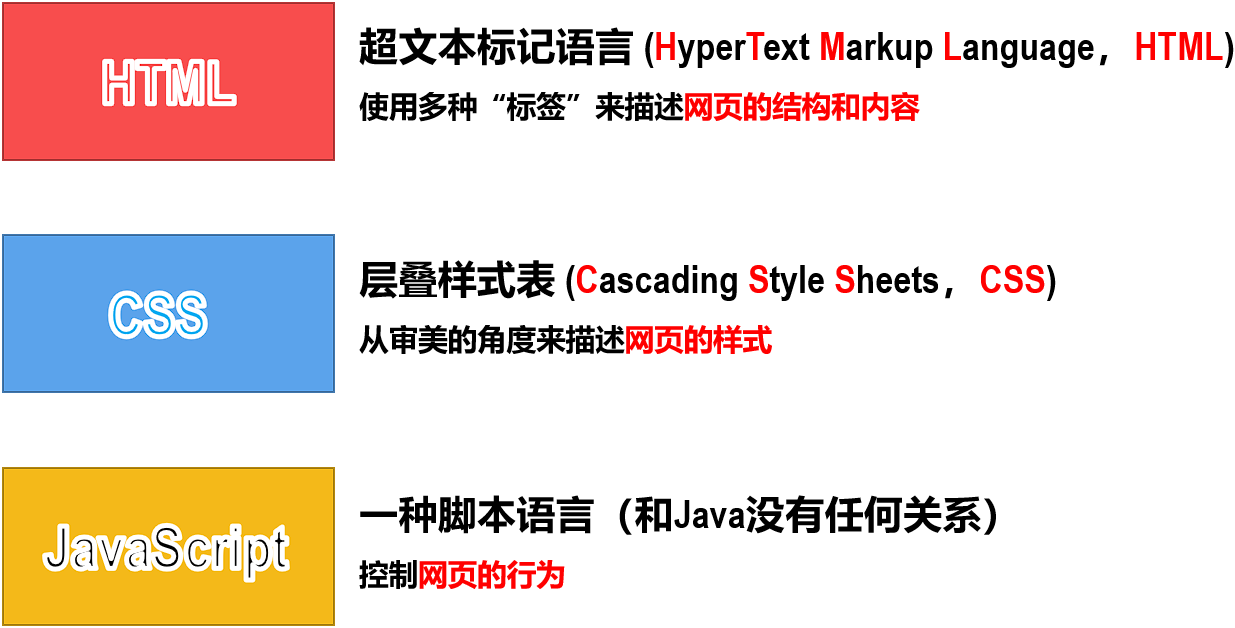 HTML
超文本标记语言 (HyperText Markup Language，HTML)
使用多种“标签”来描述网页的结构和内容
CSS
层叠样式表 (Cascading Style Sheets，CSS)
从审美的角度来描述网页的样式
JavaScript
一种脚本语言（和Java没有任何关系）
控制网页的行为